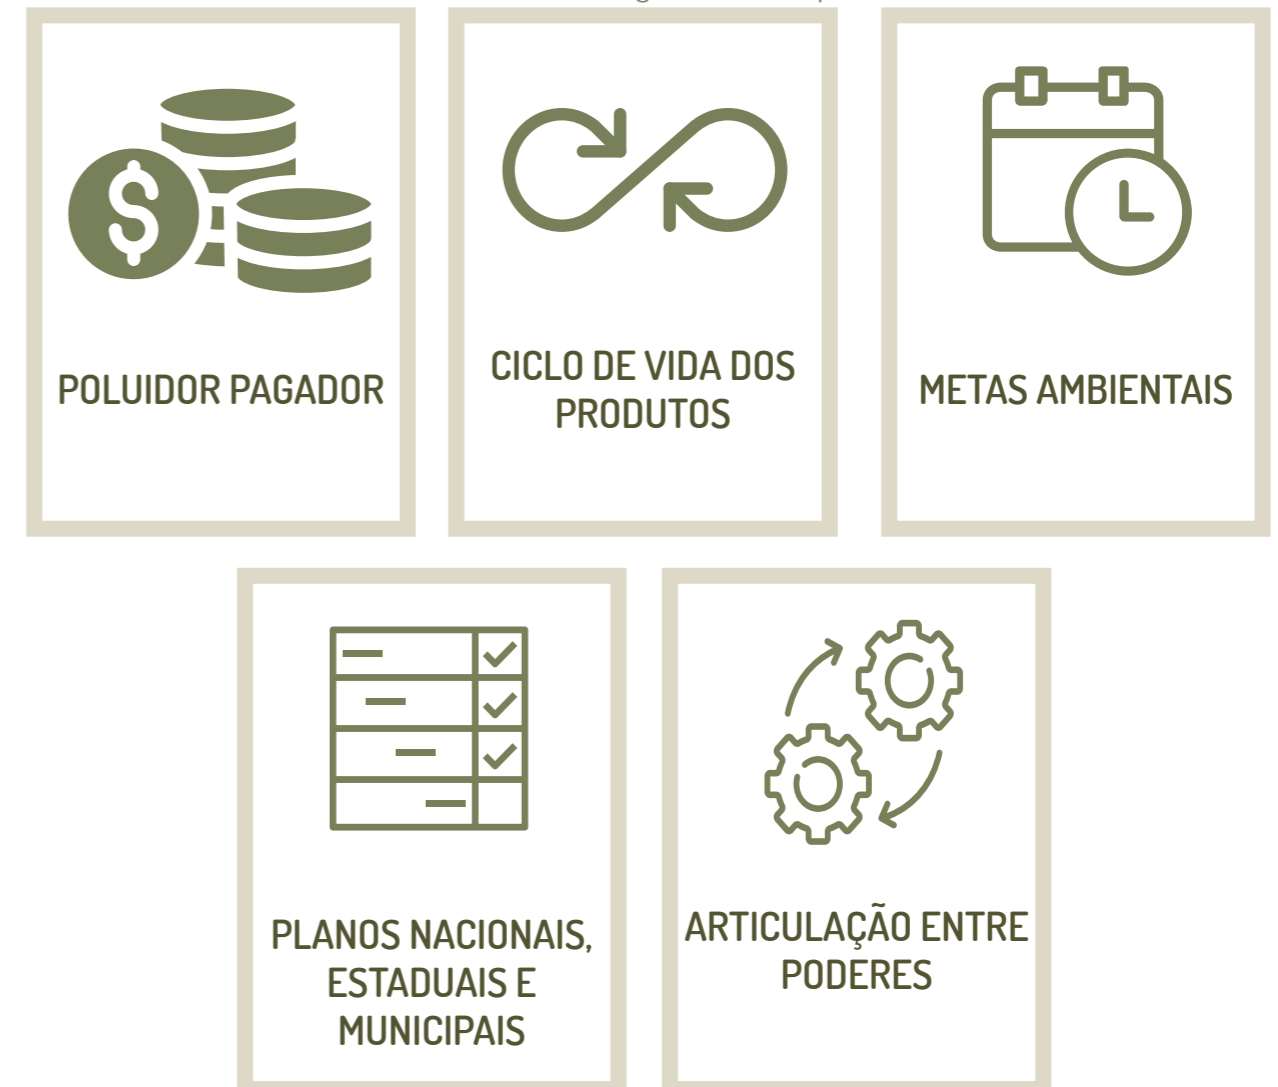 POLUIDOR PAGADOR
CICLO DE VIDA DOS
PRODUTOS
METAS AMBIENTAIS
PLANOS NACIONAIS,
ESTADUAIS E
MUNICIPAIS
ARTICULAÇÃO ENTRE
PODERES